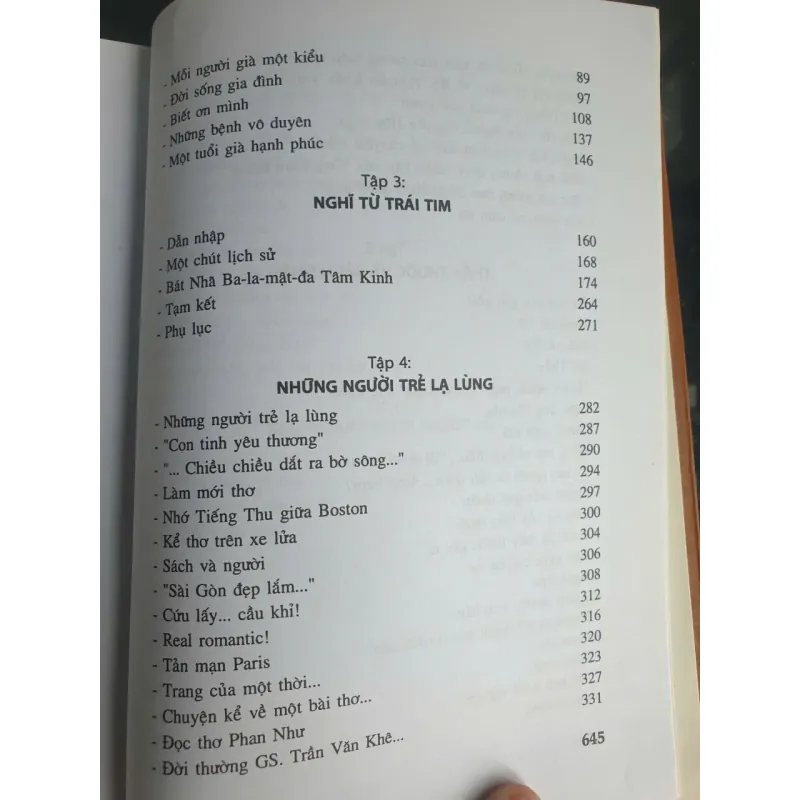 - Mỗi người già một kiểu 89
- Đời sống gia đình 97
- Biết ơn mình 108
- Những bệnh vô duyên 137
- Một tuổi già hạnh phúc 146
Tập 3:
NGHĨ TỪ TRÁI TIM
- Dẫn nhập 160
- Một chút lịch sử 168
- Bát Nhã Ba-la-mật-đa Tâm Kinh 174
- Tạm kết 264
- Phụ lục 271
Tập 4:
NHỮNG NGƯỜI TRẺ LẠ LÙNG
- Những người trẻ lạ lùng 282
- "Con tinh yêu thương" 287
- "... Chiều chiều dắt ra bờ sông..." 290
- Làm mới thơ 294
- Nhớ Tiếng Thu giữa Boston 297
- Kể thơ trên xe lửa 300
- Sách và người 304
- "Sài Gòn đẹp lắm..." 306
- Cứu lấy... cầu khỉ! 308
- Real romantic! 312
- Tản mạn Paris 316
- Trang của một thời... 320
- Chuyện kể về một bài thơ... 323
- Đọc thơ Phan Như 327
- Đời thường GS. Trần Văn Khê... 331
645